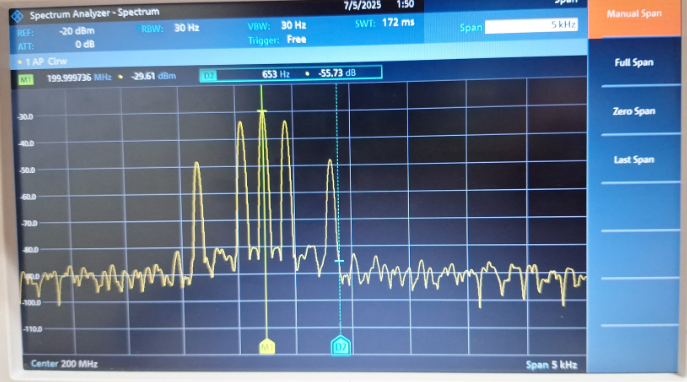 Spectrum Analyzer - Spectrum 7/5/2025 1:50
REF: -20 dBm RBW: 30 Hz VBW: 30 Hz SWT: 172 ms Span 5 kHz
ATT: 0 dB Trigger: Free
1 AP Clrw
M1 199.999736 MHz -29.61 dBm D2 653 Hz -55.73 dB
-30.0
-40.0
-50.0
-60.0
-70.0
-80.0
-90.0
-100.0
-110.0
M1 D2
Center 200 MHz Span 5 kHz
Manual Span
Full Span
Zero Span
Last Span